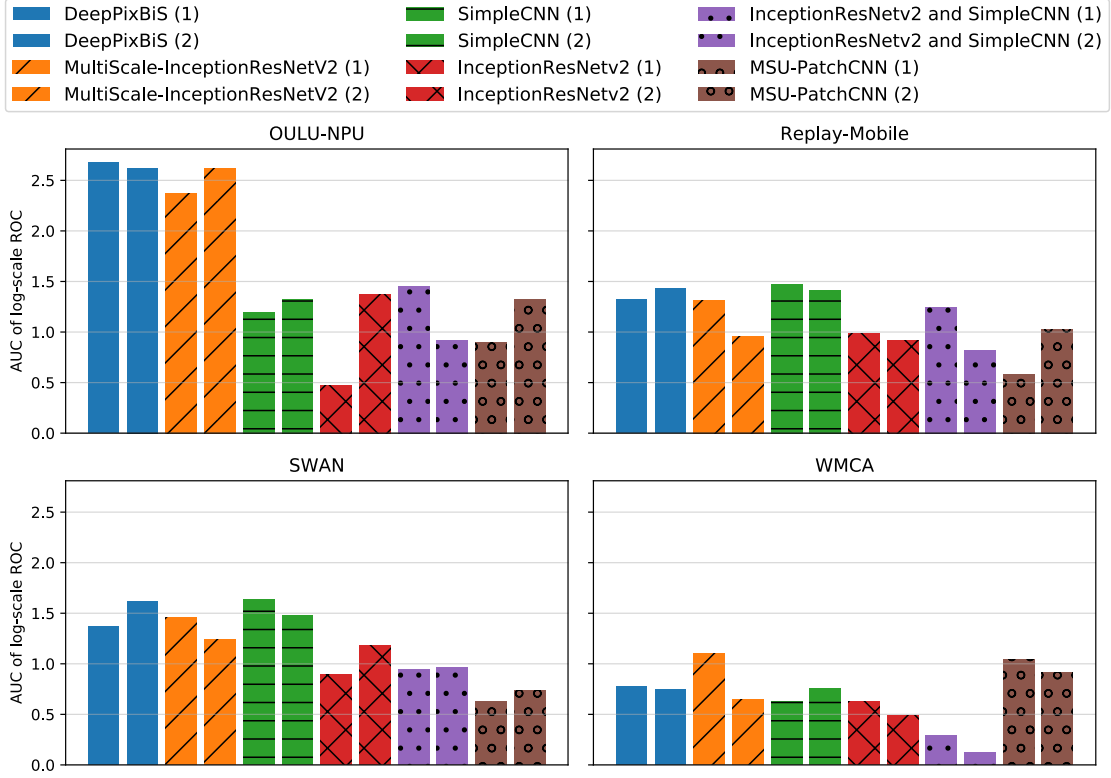 DeepPixBiS (1)
DeepPixBiS (2)
MultiScale-InceptionResNetV2 (1)
MultiScale-InceptionResNetV2 (2)
SimpleCNN (1)
SimpleCNN (2)
InceptionResNetv2 (1)
InceptionResNetv2 (2)
InceptionResNetv2 and SimpleCNN (1)
InceptionResNetv2 and SimpleCNN (2)
MSU-PatchCNN (1)
MSU-PatchCNN (2)
OULU-NPU
AUC of log-scale ROC
2.5
2.0
1.5
1.0
0.5
0.0
Replay-Mobile
SWAN
AUC of log-scale ROC
2.5
2.0
1.5
1.0
0.5
0.0
WMCA